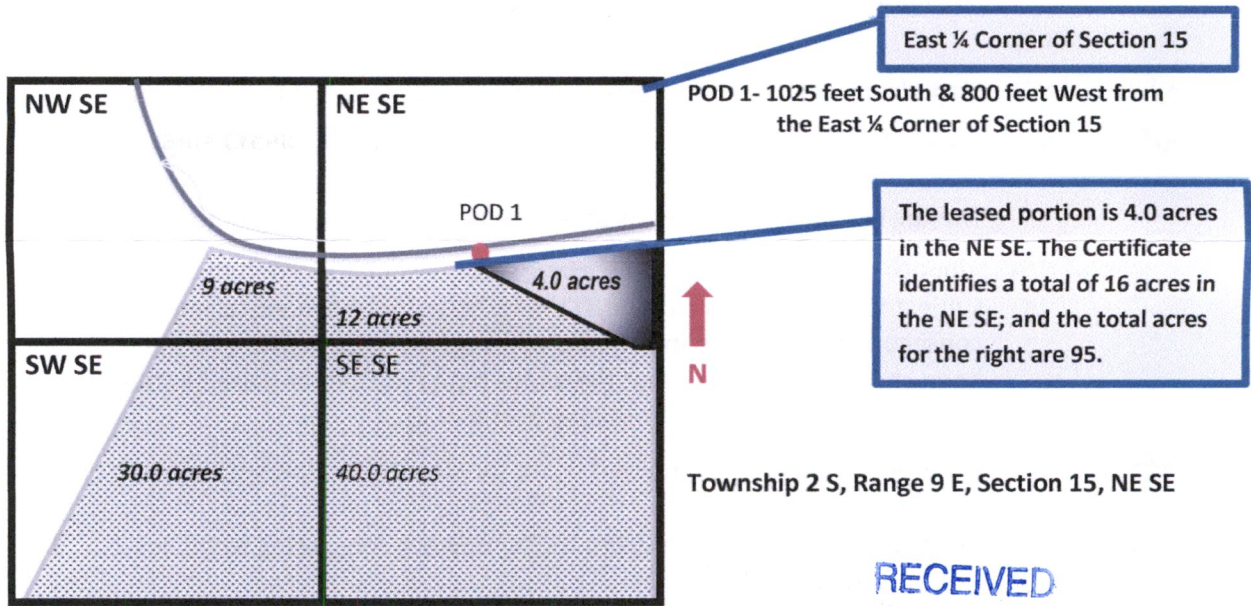 East ¼ Corner of Section 15
NW SE
NE SE
POD 1- 1025 feet South & 800 feet West from
the East ¼ Corner of Section 15
Creek
POD 1
The leased portion is 4.0 acres
in the NE SE. The Certificate
identifies a total of 16 acres in
the NE SE; and the total acres
for the right are 95.
9 acres
4.0 acres
12 acres
SW SE
SE SE
N
30.0 acres
40.0 acres
Township 2 S, Range 9 E, Section 15, NE SE
RECEIVED